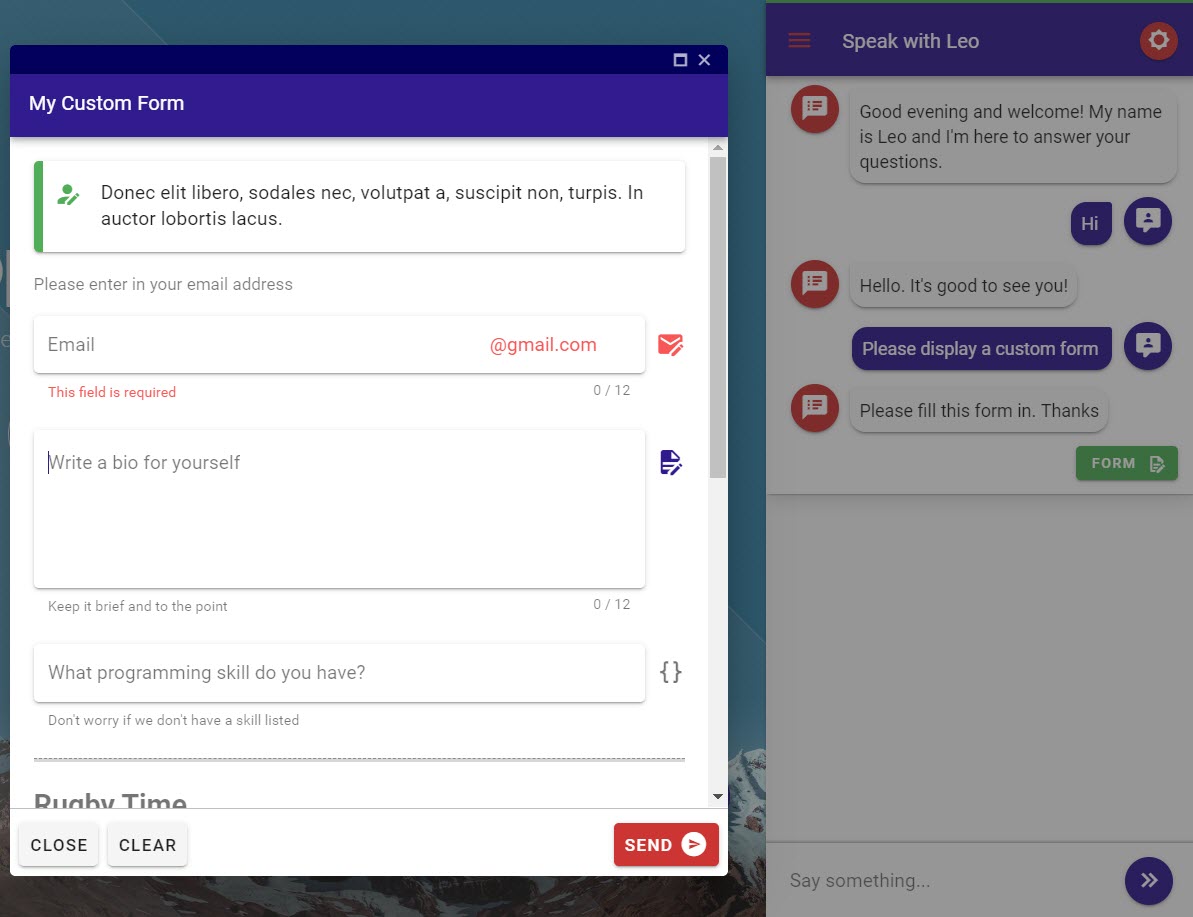 My Custom Form
Donec elit libero, sodales nec, volutpat a, suscipit non, turpis. In
auctor lobortis lacus.
Please enter in your email address
Email @gmail.com
This field is required 0 / 12
Write a bio for yourself
Keep it brief and to the point 0 / 12
What programming skill do you have?
{}
Don't worry if we don't have a skill listed
Rugby Time
CLOSE CLEAR SEND
Speak with Leo
Good evening and welcome! My name
is Leo and I'm here to answer your
questions.
Hi
Hello. It's good to see you!
Please display a custom form
Please fill this form in. Thanks
FORM
Say something...